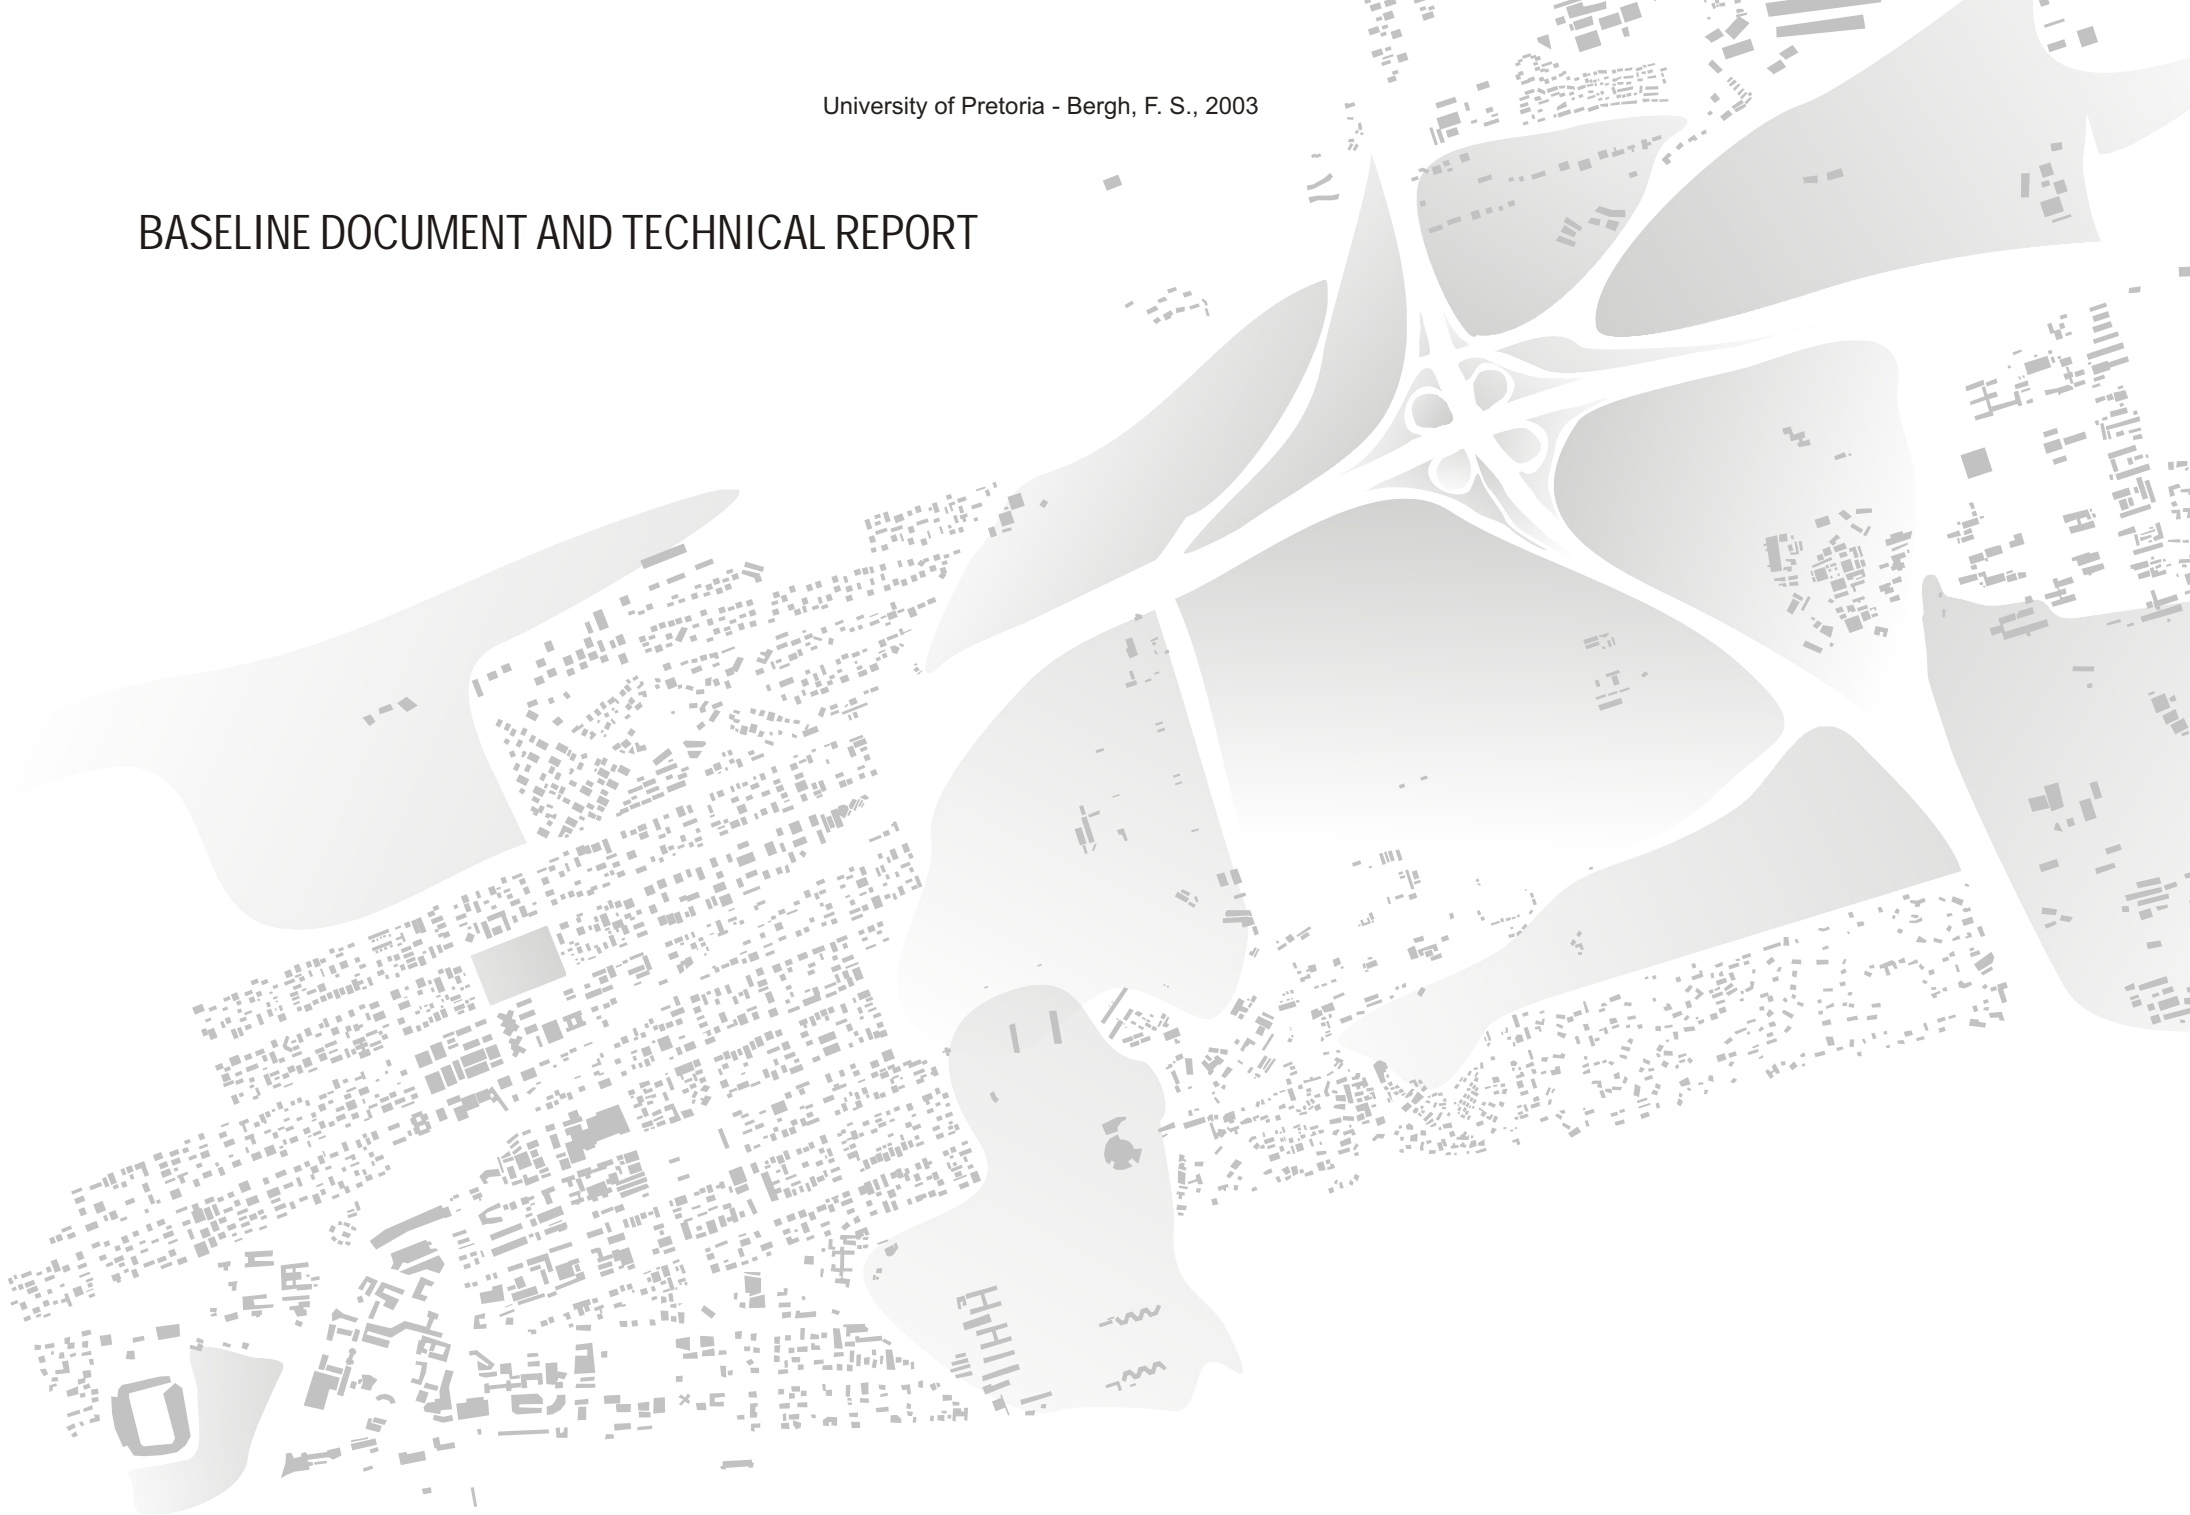 University of Pretoria - Bergh, F. S., 2003
BASELINE DOCUMENT AND TECHNICAL REPORT